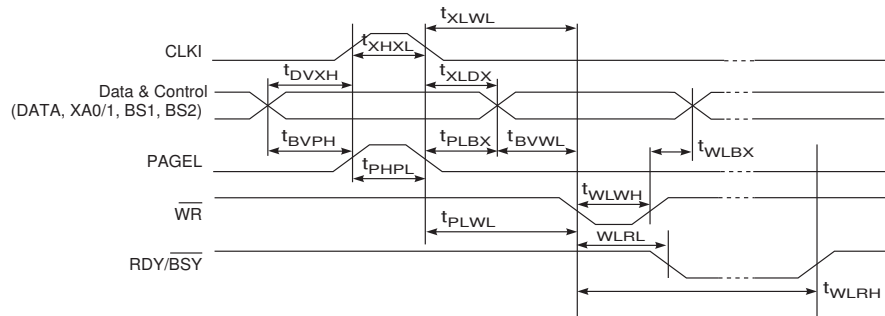 tXLWL
CLKI
tXHXL
tDVXH
tXLDX
Data & Control
(DATA, XA0/1, BS1, BS2)
tBVPH
tPLBX
tBVWL
tWLBX
PAGEL
tPHPL
tWLWH
WR
tPLWL
WLRL
RDY/BSY
tWLRH